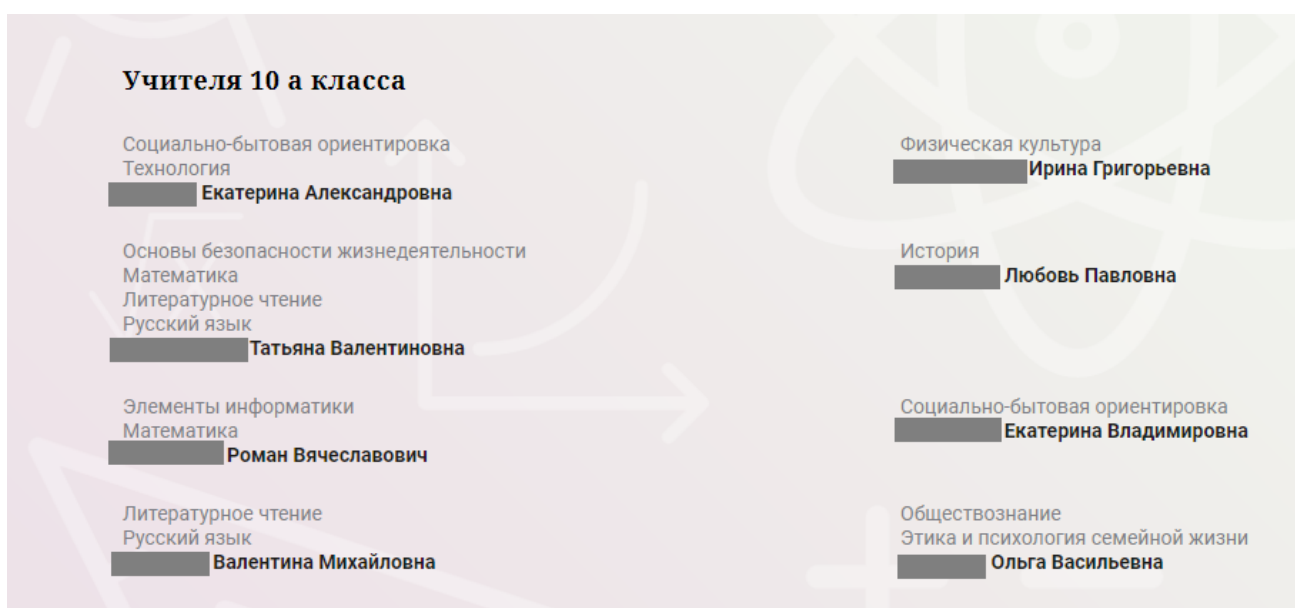 Учителя 10 а класса
Социально-бытовая ориентировка
Технология
Екатерина Александровна
Физическая культура
Ирина Григорьевна
Основы безопасности жизнедеятельности
Математика
Литературное чтение
Русский язык
Татьяна Валентиновна
История
Любовь Павловна
Элементы информатики
Математика
Роман Вячеславович
Социально-бытовая ориентировка
Екатерина Владимировна
Литературное чтение
Русский язык
Валентина Михайловна
Обществознание
Этика и психология семейной жизни
Ольга Васильевна